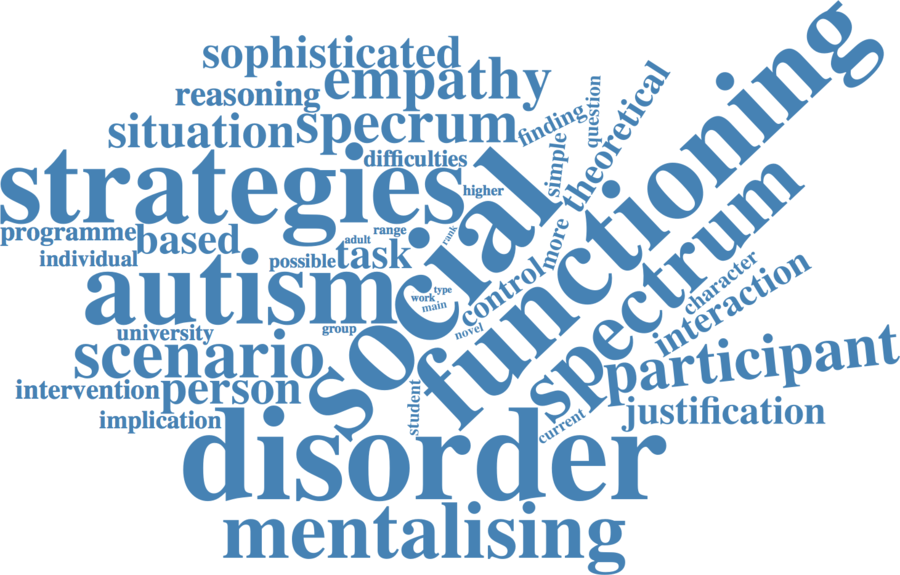 sophisticated
empathy
reasoning
situation
specrum
finding
question
theoretical
simple
difficulties
strategies
higher
functioning
social
programme
based
range
adult
rank
individual
possible
task
more
spectrum
autism
type
work
main
control
character
interaction
university
group
novel
scenario
participant
intervention
person
student
justification
implication
current
disorder
mentalising